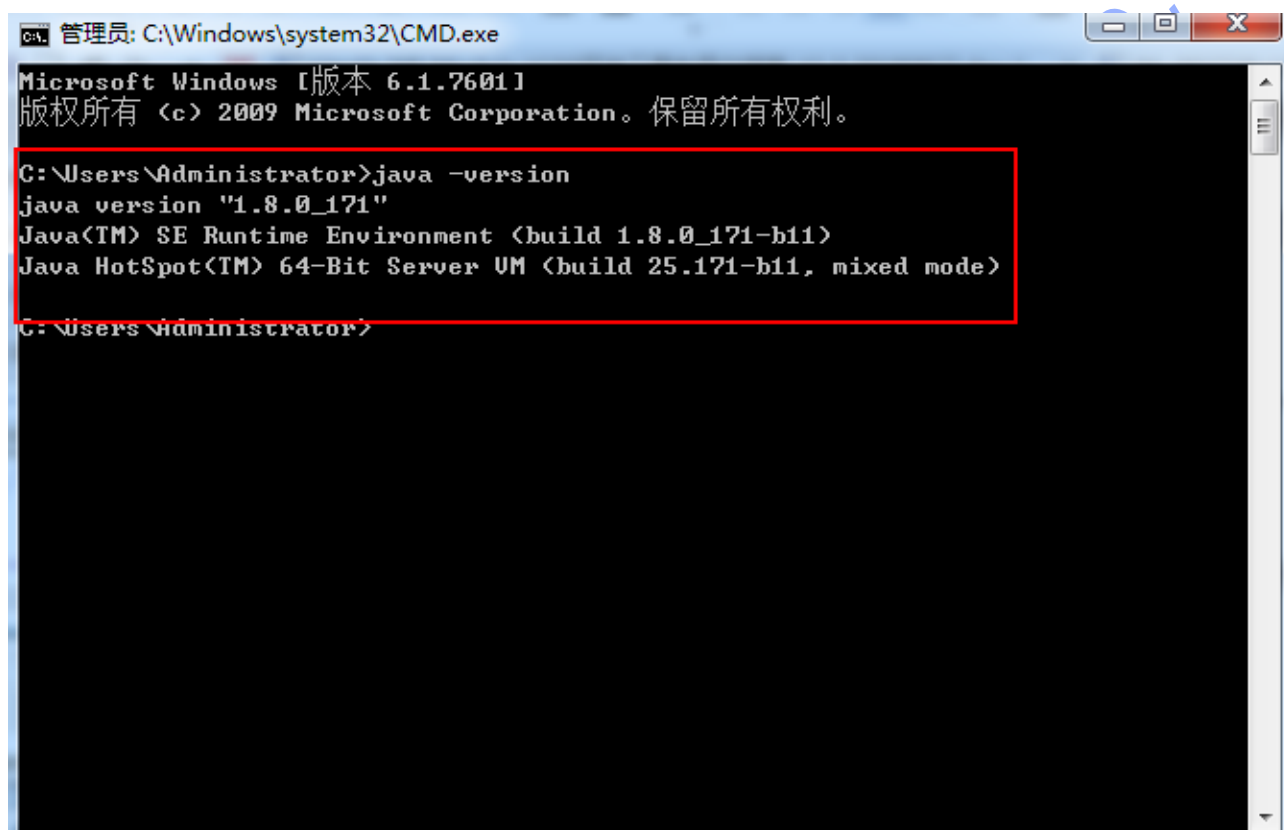 管理员: C:\Windows\system32\CMD.exe
Microsoft Windows [版本 6.1.7601]
版权所有 (c) 2009 Microsoft Corporation。保留所有权利。
C:\Users\Administrator>java -version
java version "1.8.0_171"
Java(TM) SE Runtime Environment (build 1.8.0_171-b11)
Java HotSpot(TM) 64-Bit Server VM (build 25.171-b11, mixed mode)
C:\Users\Administrator>